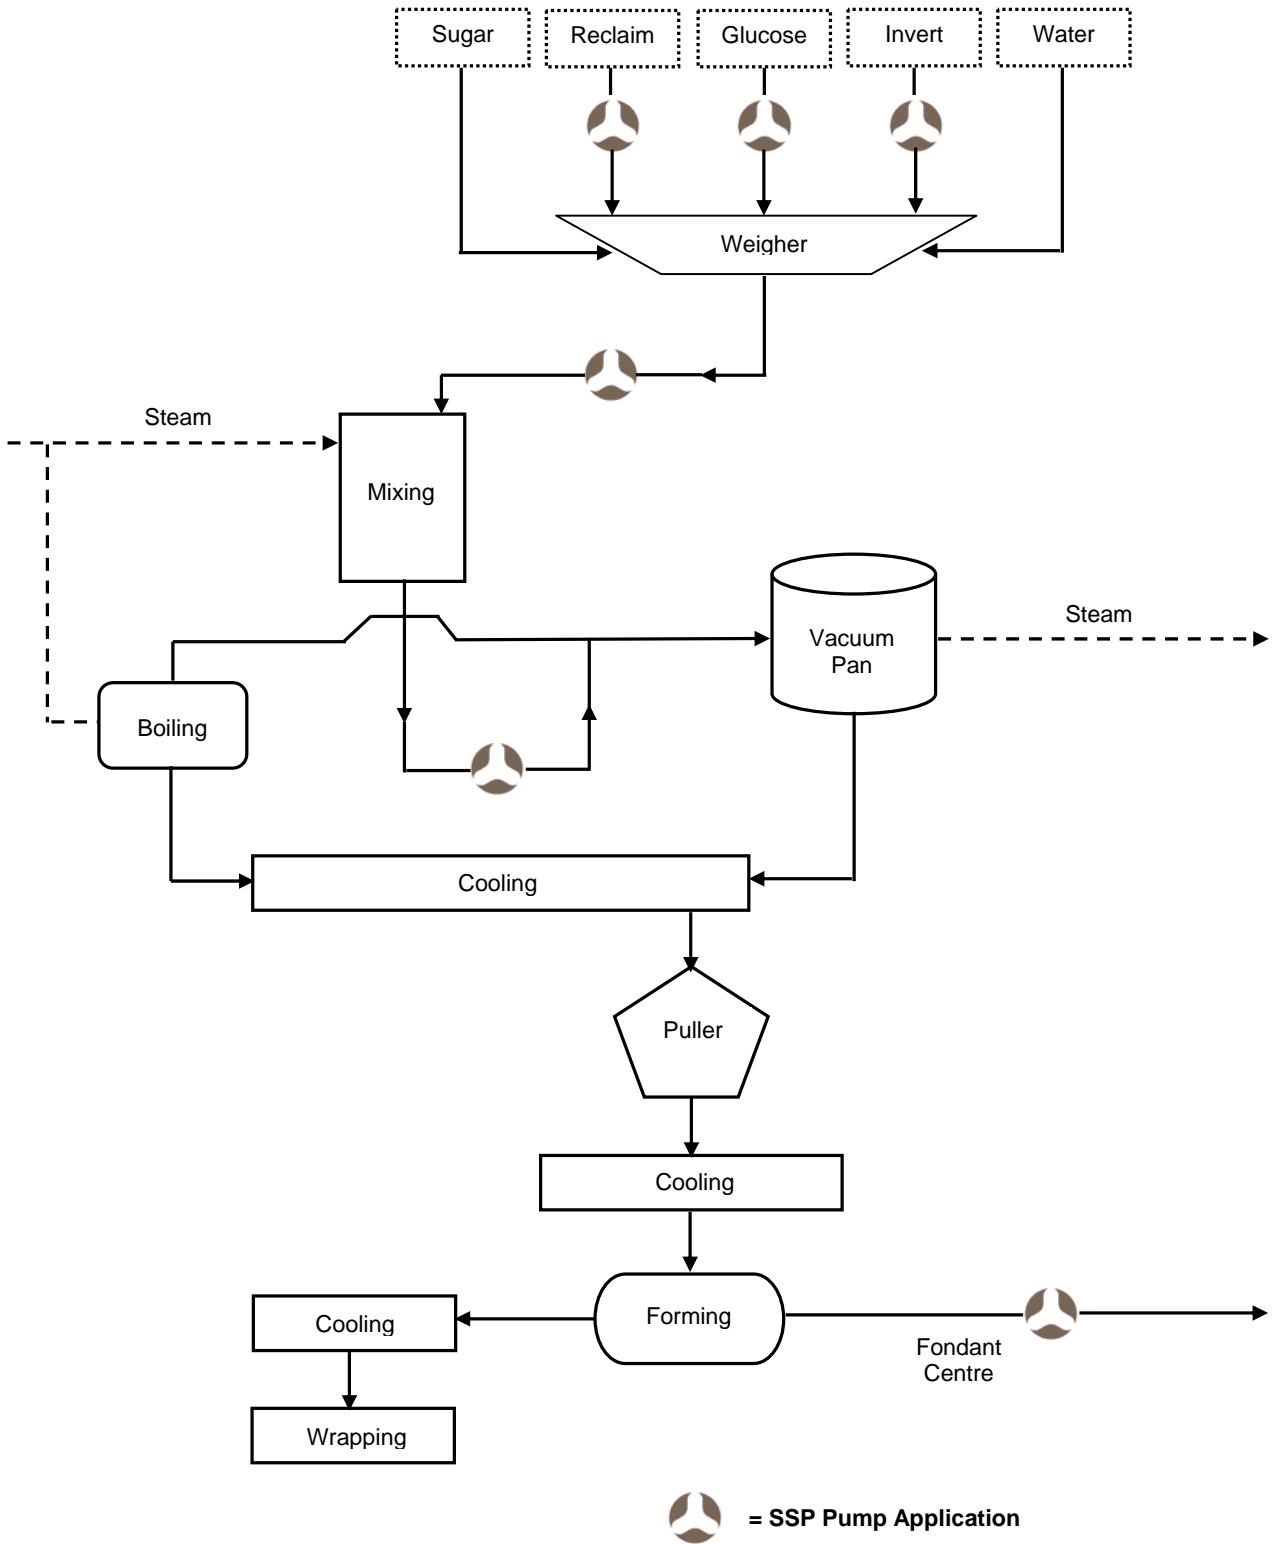 Sugar
Reclaim
Glucose
Invert
Water
Weigher
Steam
Mixing
Steam
Vacuum
Pan
Boiling
Cooling
Puller
Cooling
Forming
Cooling
Fondant
Centre
Wrapping
= SSP Pump Application